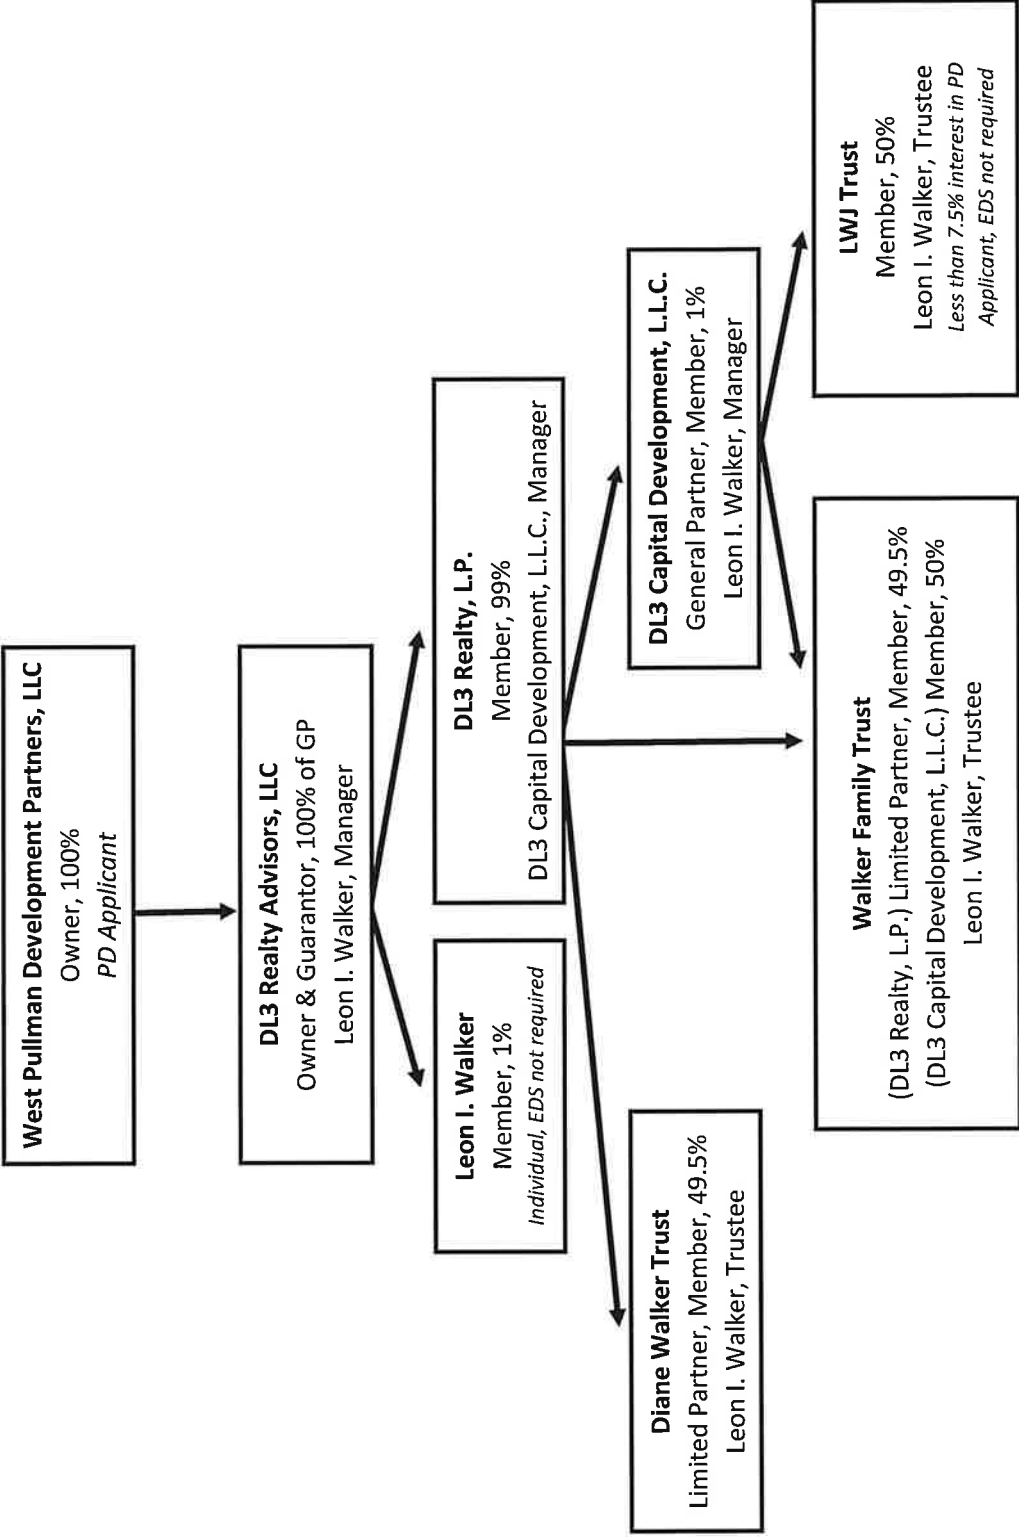 West Pullman Development Partners, LLC
Owner, 100%
PD Applicant
DL3 Realty Advisors, LLC
Owner & Guarantor, 100% of GP
Leon I. Walker, Manager
Leon I. Walker
Member, 1%
Individual, EDS not required
DL3 Realty, L.P.
Member, 99%
DL3 Capital Development, L.L.C., Manager
Diane Walker Trust
Limited Partner, Member, 49.5%
Leon I. Walker, Trustee
DL3 Capital Development, L.L.C.
General Partner, Member, 1%
Leon I. Walker, Manager
Walker Family Trust
(DL3 Realty, L.P.) Limited Partner, Member, 49.5%
(DL3 Capital Development, L.L.C.) Member, 50%
Leon I. Walker, Trustee
LWJ Trust
Member, 50%
Leon I. Walker, Trustee
Less than 7.5% interest in PD
Applicant, EDS not required